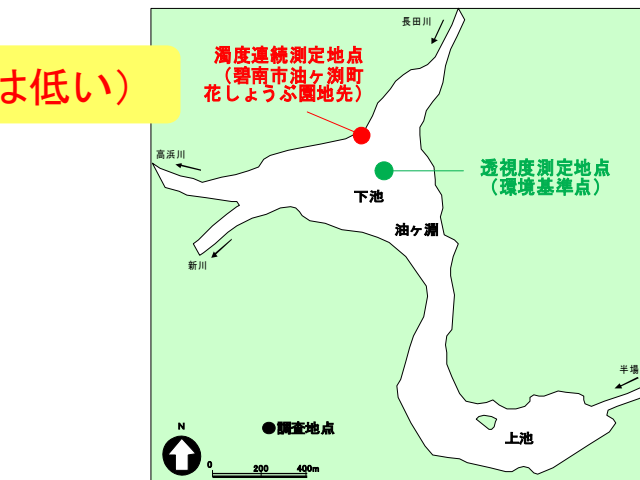 長田川
濁度連続測定地点
（碧南市油ヶ渕町
花しょうぶ園地先）
は低い）
高浜川
透視度測定地点
（環境基準点）
下池
油ヶ淵
新川
半場
●調査地点
上池
N
0 200 400m